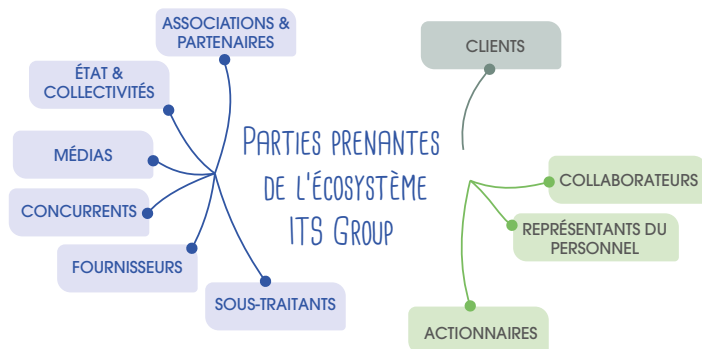 ASSOCIATIONS &
PARTENAIRES
ÉTAT &
COLLECTIVITÉS
MÉDIAS
CONCURRENTS
FOURNISSEURS
SOUS-TRAITANTS
PARTIES PRENANTES
DE L'ÉCOSYSTÈME
ITS GROUP
CLIENTS
COLLABORATEURS
REPRÉSENTANTS DU
PERSONNEL
ACTIONNAIRES